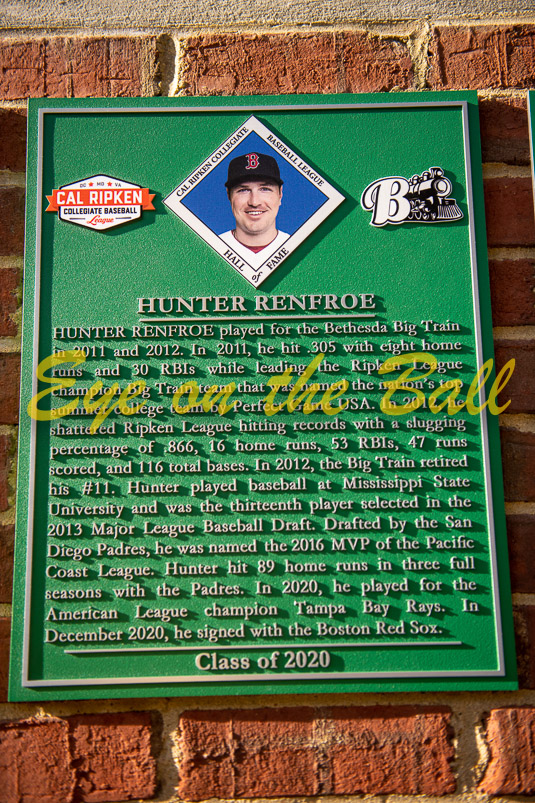 DC ★ MD ★ VA
CAL RIPKEN
COLLEGIATE BASEBALL
League
CAL RIPKEN COLLEGIATE BASEBALL LEAGUE
B
HALL of FAME
B
HUNTER RENFROE
HUNTER RENFROE played for the Bethesda Big Train
in 2011 and 2012. In 2011, he hit .305 with eight home
runs and 30 RBIs while leading the Ripken League
champion Big Train team that was named the nation's top
summer college team by Perfect Game USA. In 2012, he
shattered Ripken League hitting records with a slugging
percentage of .866, 16 home runs, 53 RBIs, 47 runs
scored, and 116 total bases. In 2012, the Big Train retired
his #11. Hunter played baseball at Mississippi State
University and was the thirteenth player selected in the
2013 Major League Baseball Draft. Drafted by the San
Diego Padres, he was named the 2016 MVP of the Pacific
Coast League. Hunter hit 89 home runs in three full
seasons with the Padres. In 2020, he played for the
American League champion Tampa Bay Rays. In
December 2020, he signed with the Boston Red Sox.
Class of 2020
Eye on the Ball